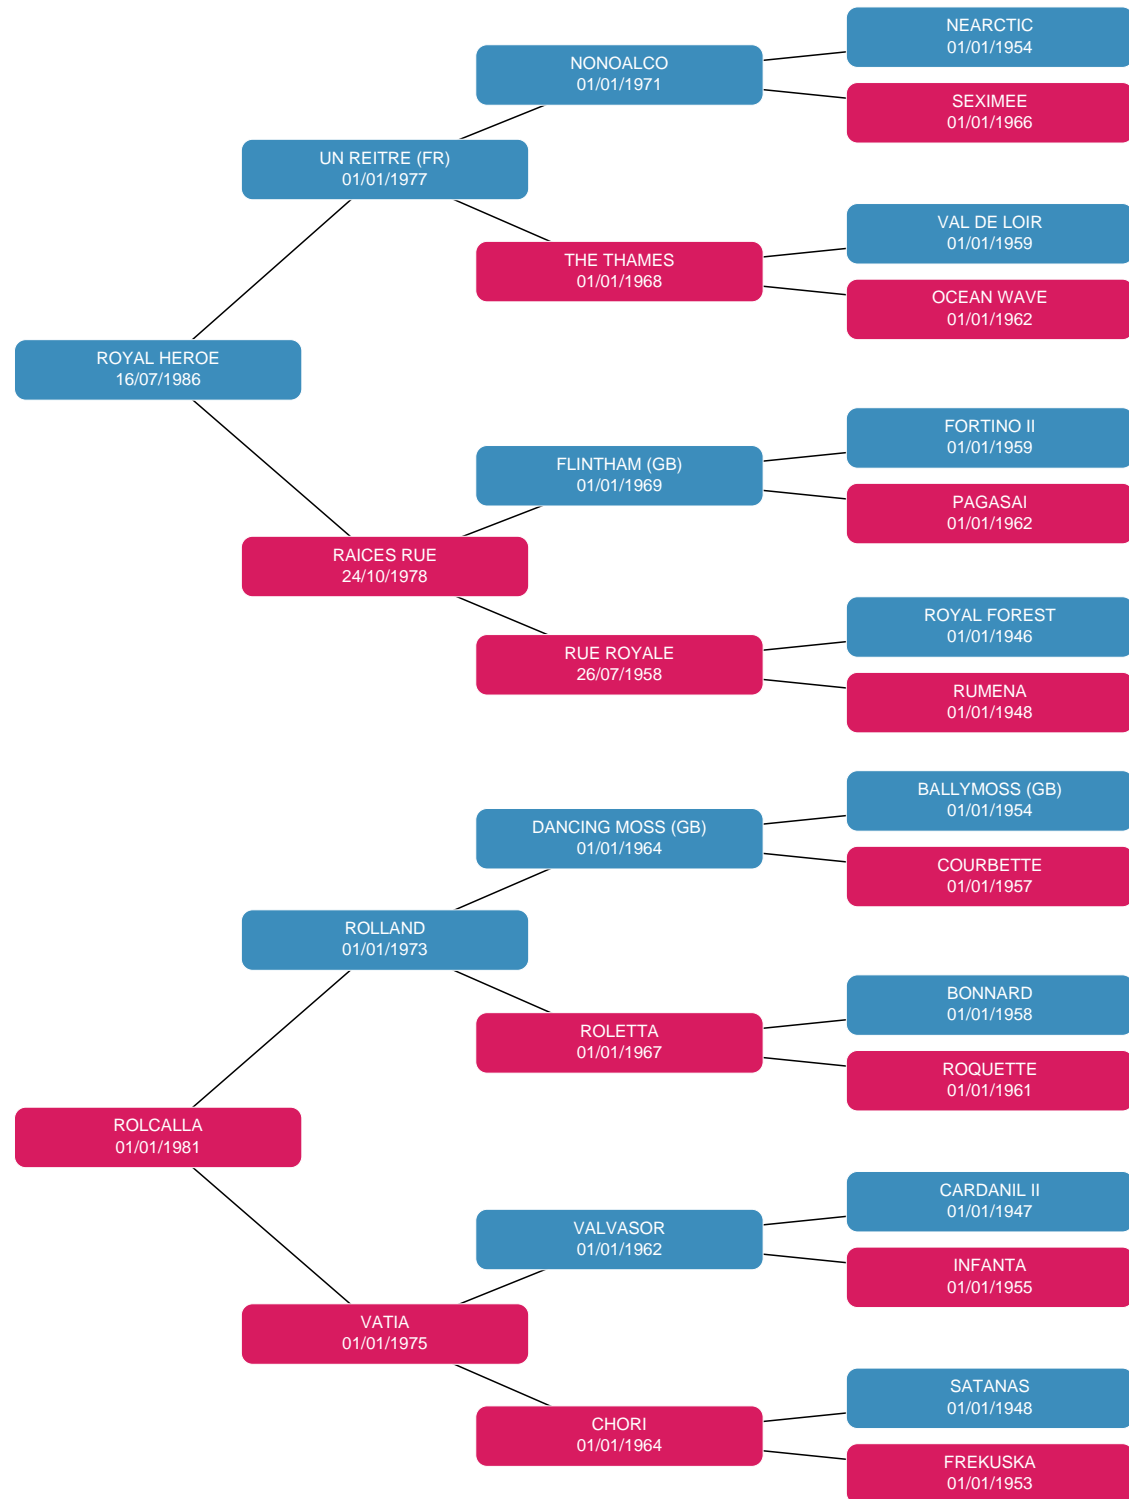 NEARCTIC
01/01/1954
NONOALCO
01/01/1971
SEXIMEE
01/01/1966
UN REITRE (FR)
01/01/1977
VAL DE LOIR
01/01/1959
THE THAMES
01/01/1968
OCEAN WAVE
01/01/1962
ROYAL HEROE
16/07/1986
FORTINO II
01/01/1959
FLINTHAM (GB)
01/01/1969
PAGASAI
01/01/1962
RAICES RUE
24/10/1978
ROYAL FOREST
01/01/1946
RUE ROYALE
26/07/1958
RUMENA
01/01/1948
BALLYMOSS (GB)
01/01/1954
DANCING MOSS (GB)
01/01/1964
COURBETTE
01/01/1957
ROLLAND
01/01/1973
BONNARD
01/01/1958
ROLETTA
01/01/1967
ROQUETTE
01/01/1961
ROLCALLA
01/01/1981
CARDANIL II
01/01/1947
VALVASOR
01/01/1962
INFANTA
01/01/1955
VATIA
01/01/1975
SATANAS
01/01/1948
CHORI
01/01/1964
FREKUSKA
01/01/1953